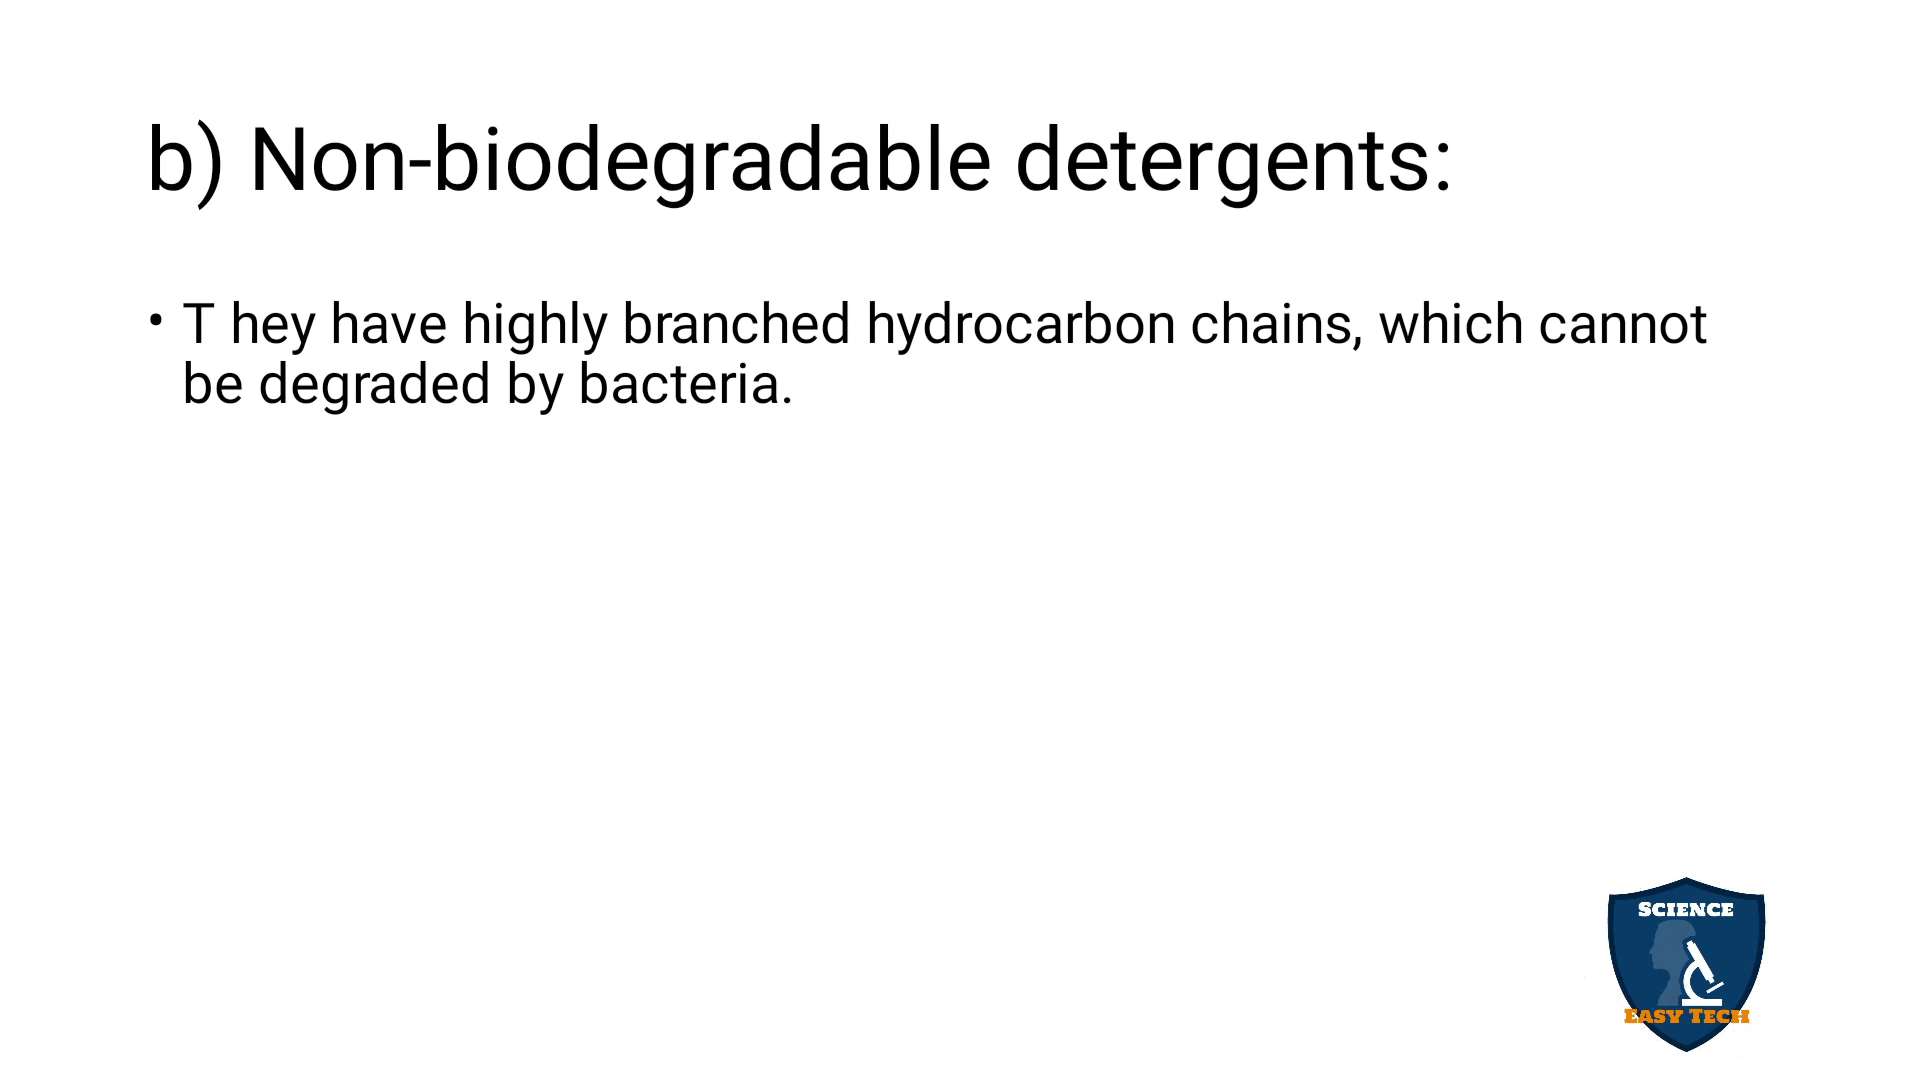 b) Non-biodegradable detergents:
• T hey have highly branched hydrocarbon chains, which cannot
be degraded by bacteria.
SCIENCE
EASY TECH